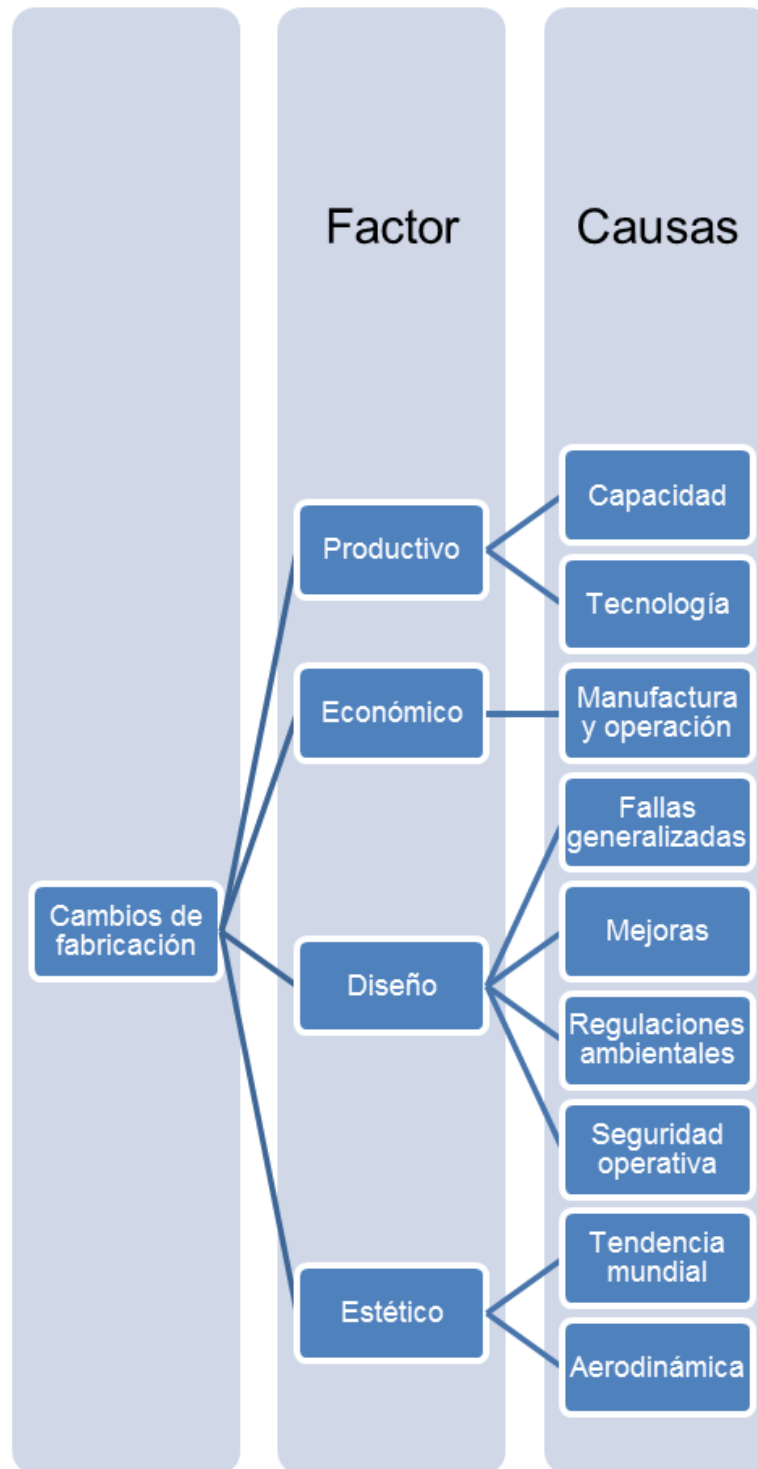 Factor
Causas
Cambios de
fabricación
Productivo
Capacidad
Tecnología
Económico
Manufactura
y operación
Diseño
Fallas
generalizadas
Mejoras
Regulaciones
ambientales
Seguridad
operativa
Estético
Tendencia
mundial
Aerodinámica